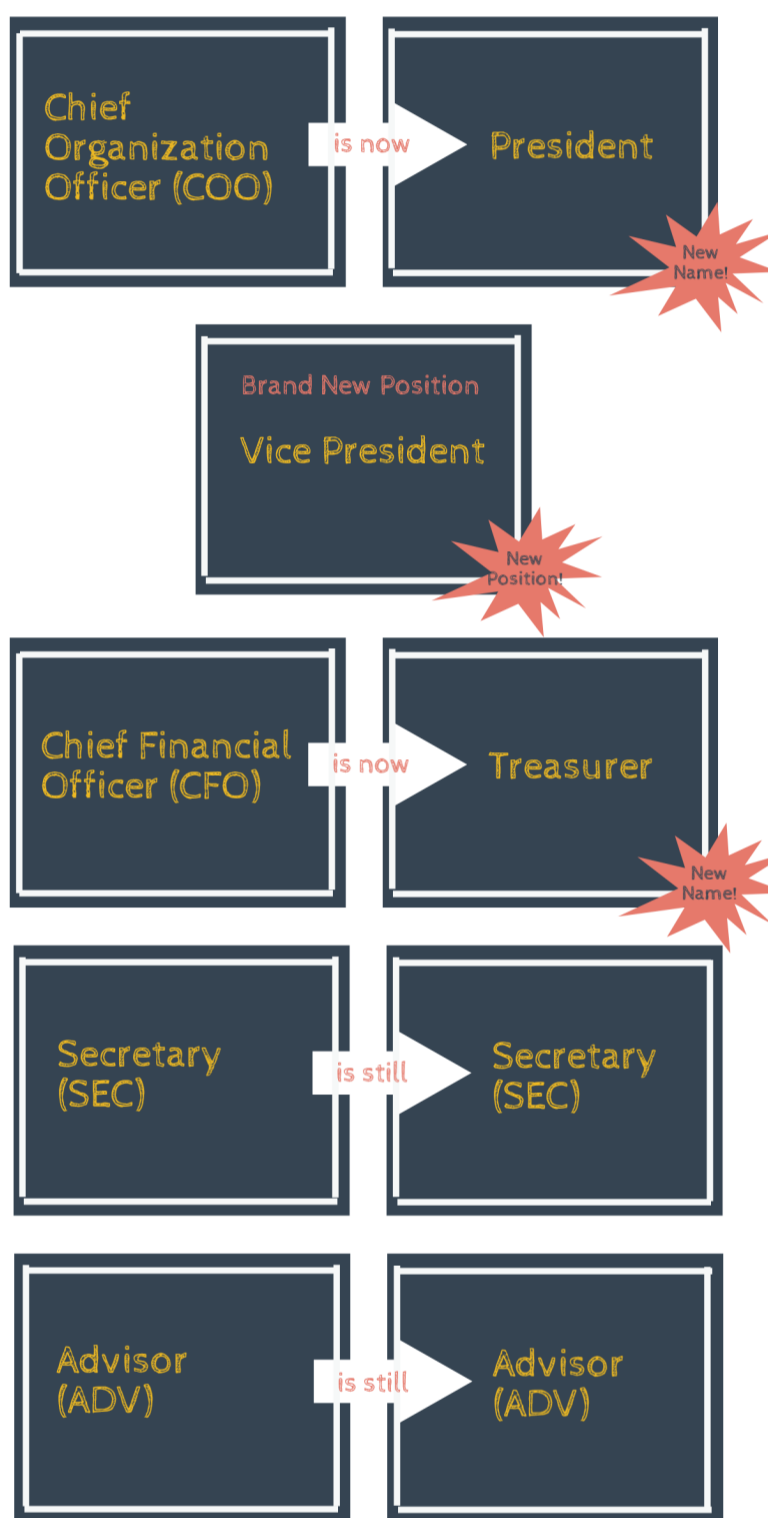 Chief
Organization
Officer (COO)
is now
President
New
Name!
Brand New Position
Vice President
New
Position!
Chief Financial
Officer (CFO)
is now
Treasurer
New
Name!
Secretary
(SEC)
is still
Secretary
(SEC)
Advisor
(ADV)
is still
Advisor
(ADV)